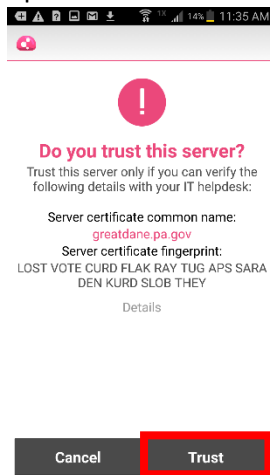 1X 14% 11:35 AM
!
Do you trust this server?
Trust this server only if you can verify the
following details with your IT helpdesk:
Server certificate common name:
greatdane.pa.gov
Server certificate fingerprint:
LOST VOTE CURD FLAK RAY TUG APS SARA
DEN KURD SLOB THEY
Details
Cancel Trust